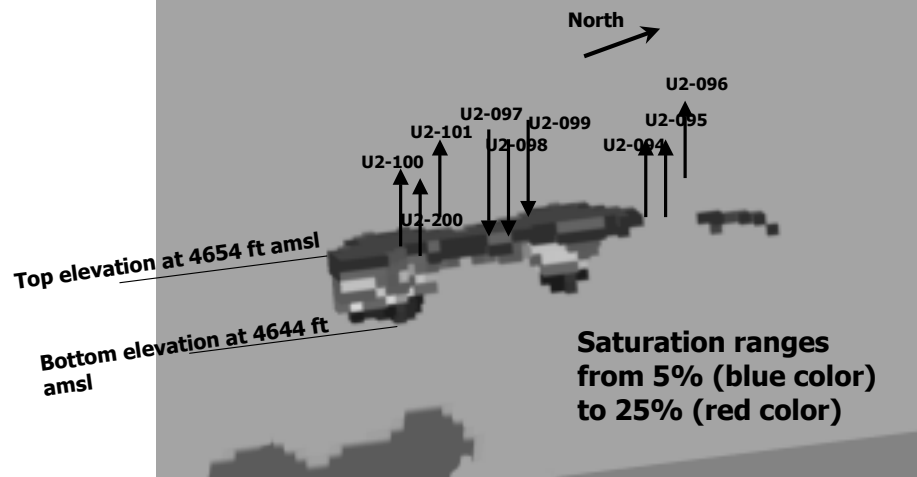 North
U2-096
U2-097
U2-099
U2-095
U2-101
U2-098
U2-094
U2-100
U2-200
Top elevation at 4654 ft amsl
Bottom elevation at 4644 ft
amsl
Saturation ranges
from 5% (blue color)
to 25% (red color)